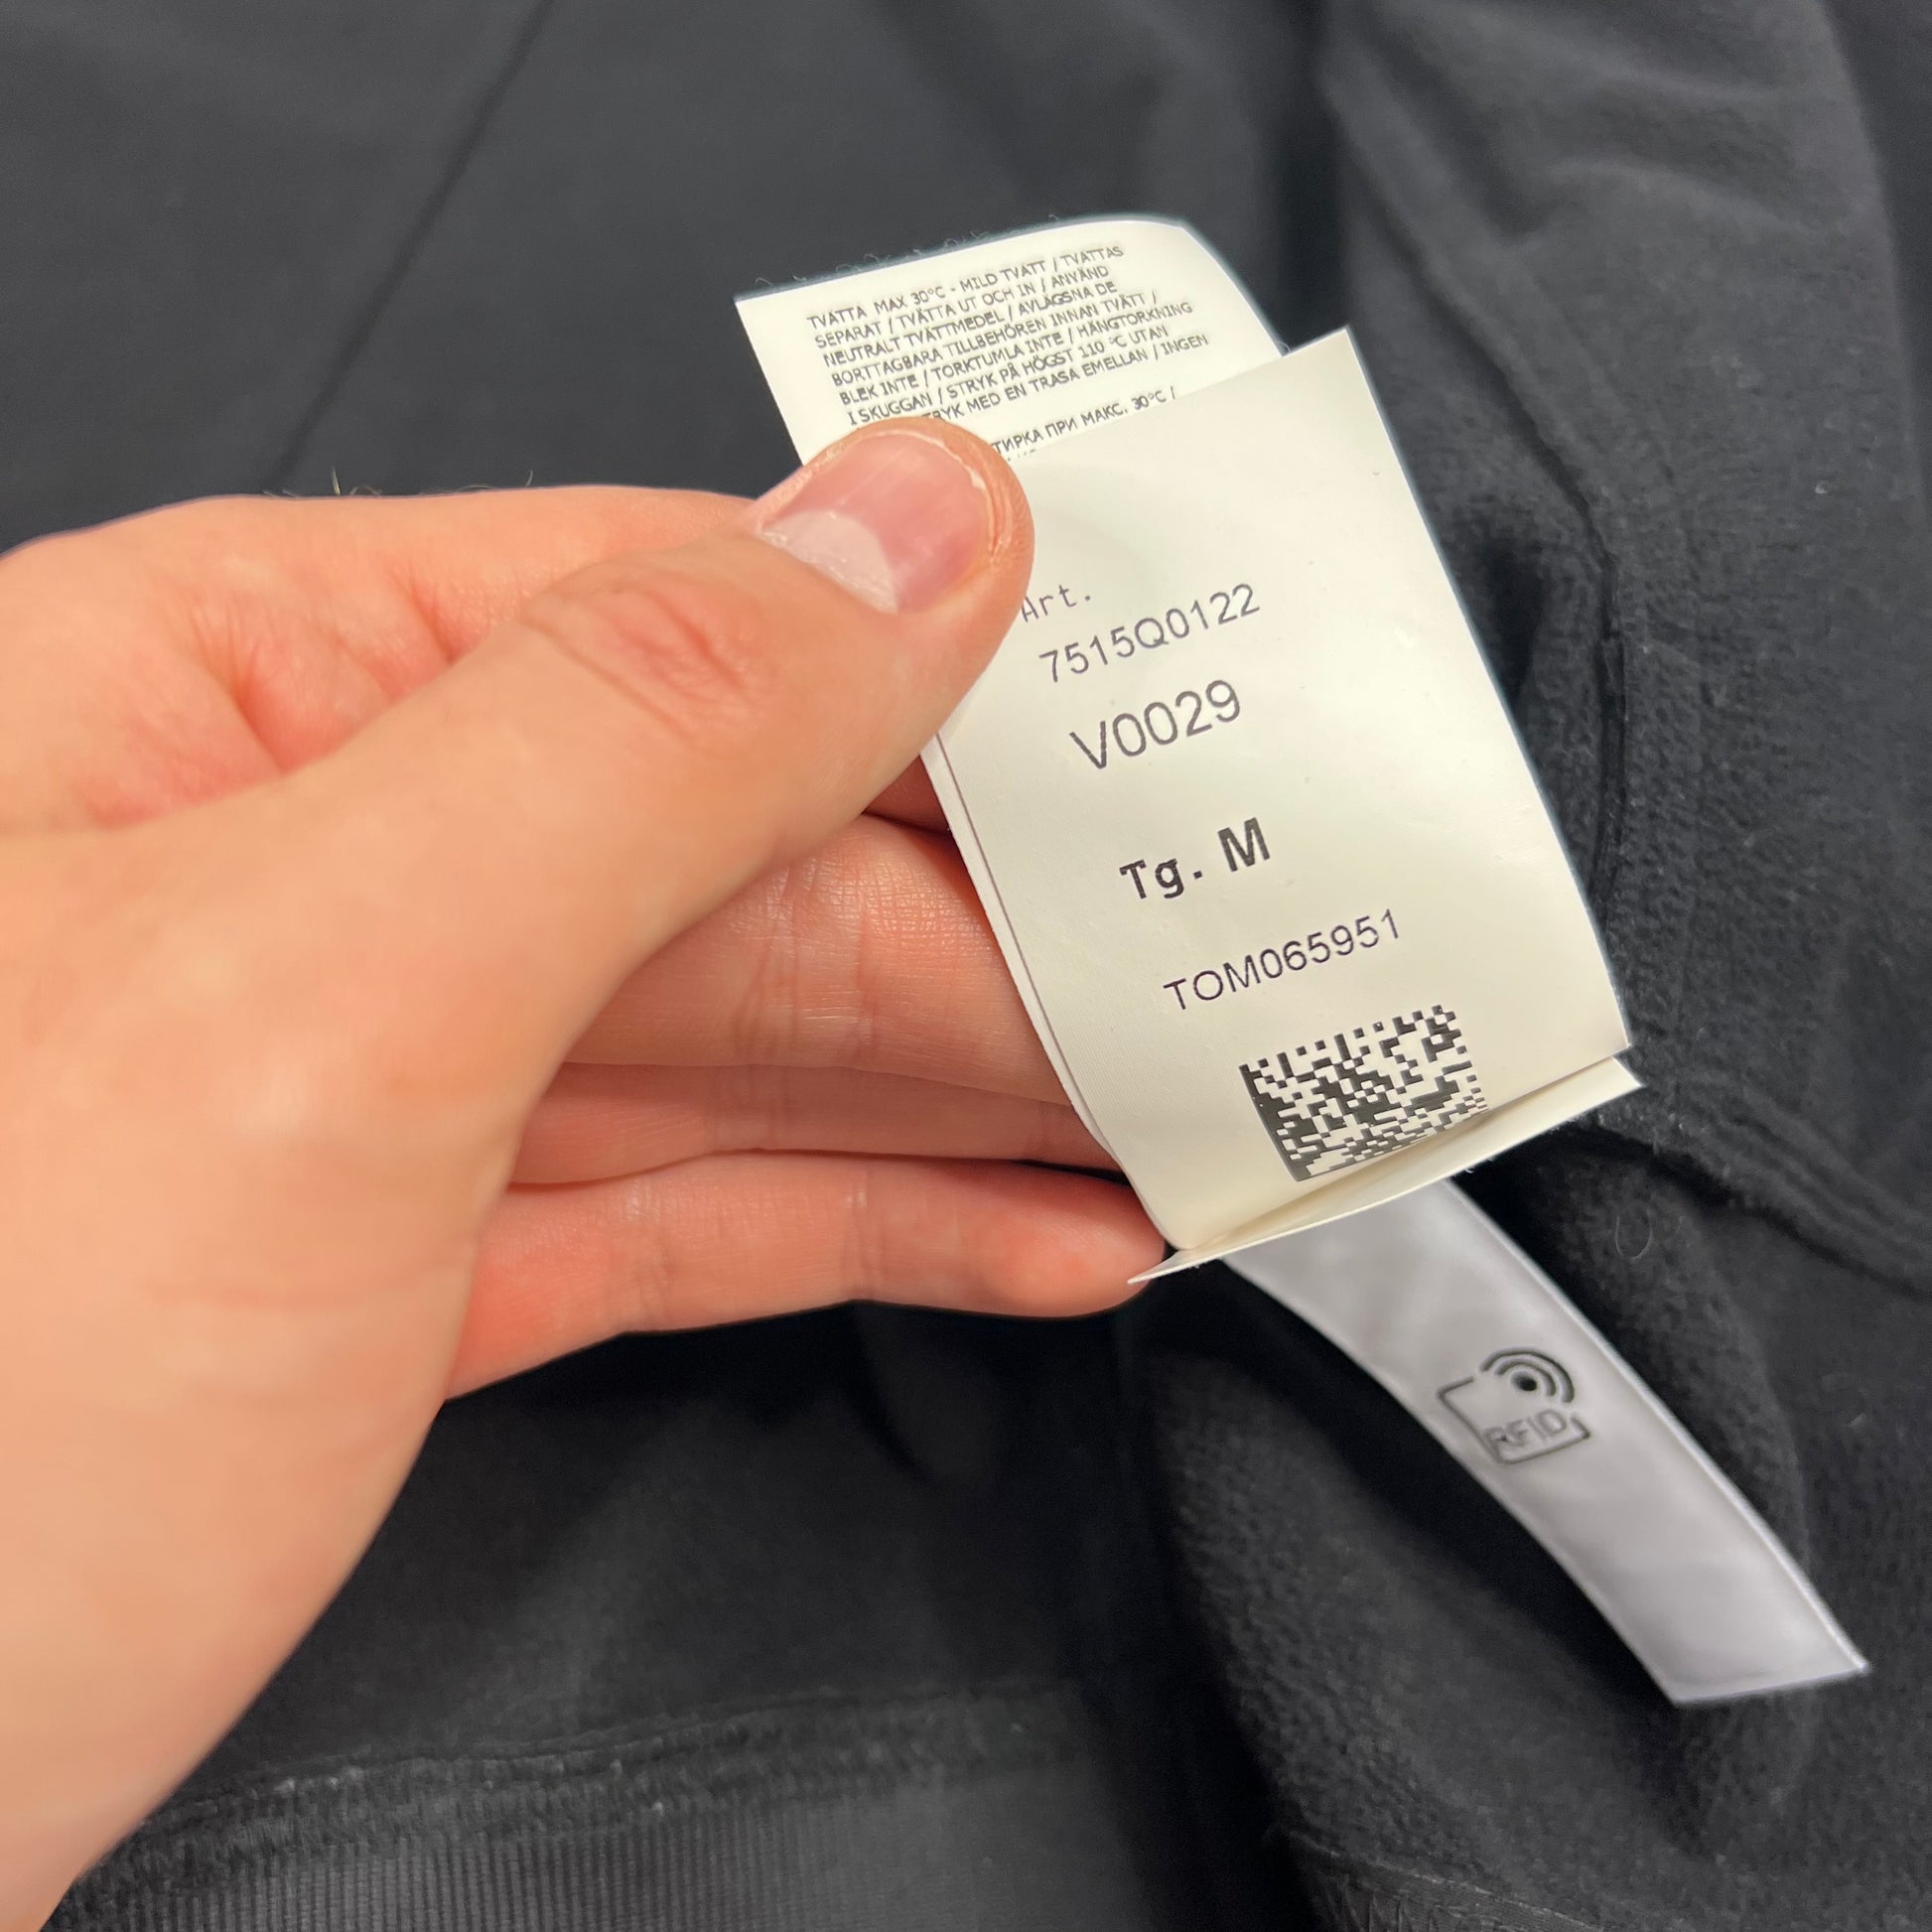 TVÄTTA MAX 30°C - MILD TVÄTT / TVÄTTAS
SEPARAT / TVÄTTA UT OCH IN / ANVÄND
NEUTRALT TVÄTTMEDEL / AVLÄGSNA DE
BORTTAGBARA TILLBEHÖREN INNAN TVÄTT /
BLEK INTE / TORKTUMLA INTE / HÄNGTORKNING
I SKUGGAN / STRYK PÅ HÖGST 110 °C UTAN
MED EN TRASA EMELLAN / INGEN
ПРИ МАКС. 30°C /
Art.
7515Q0122
V0029
Tg. M
TOM065951
RFID